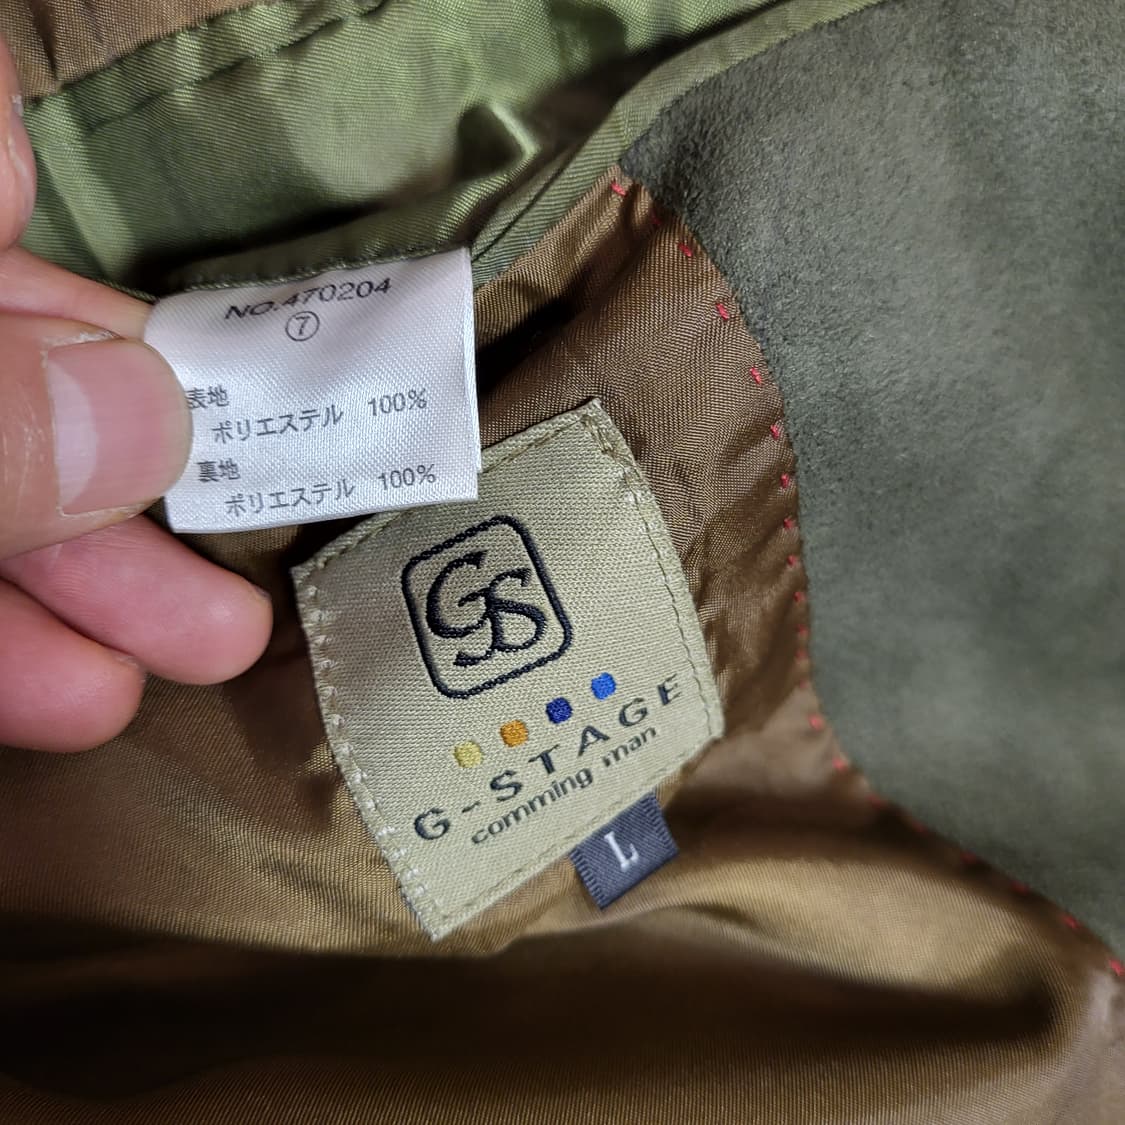 NO.470204
⑦
表地
ポリエステル 100%
裏地
ポリエステル 100%
GS
G-STAGE
comming man
L